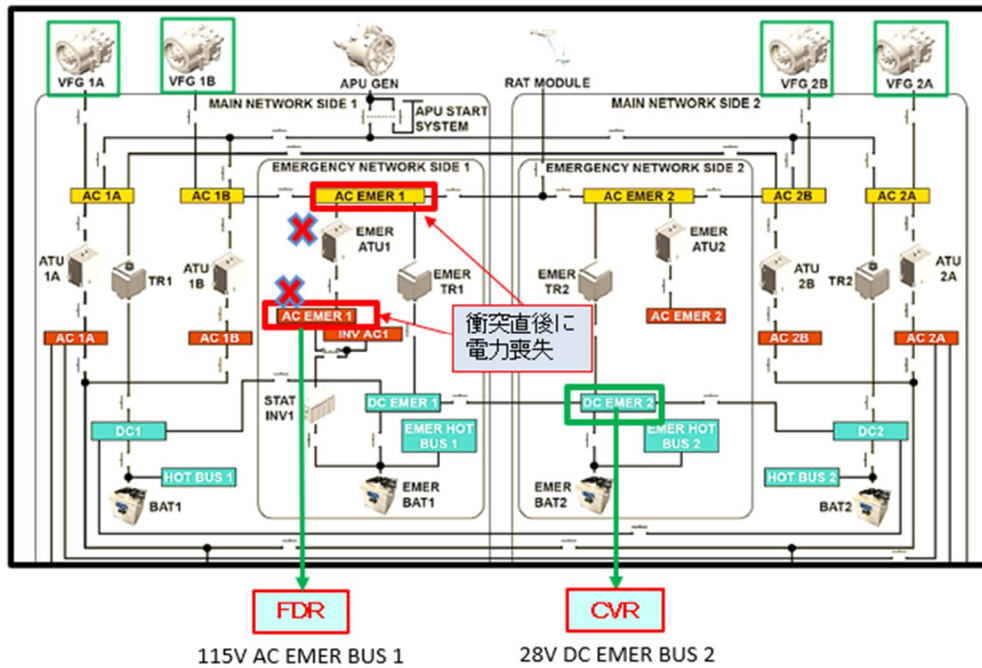 VFG 1A
VFG 1B
APU GEN
RAT MODULE
VFG 2B
VFG 2A
MAIN NETWORK SIDE 1
APU START
SYSTEM
MAIN NETWORK SIDE 2
EMERGENCY NETWORK SIDE 1
EMERGENCY NETWORK SIDE 2
AC 1A
AC 1B
AC EMER 1
AC EMER 2
AC 2B
AC 2A
ATU
1A
TR1
ATU
1B
EMER
ATU1
EMER
TR1
EMER
TR2
EMER
ATU2
ATU
2B
TR2
ATU
2A
衝突直後に
電力喪失
AC 1A
AC 1B
AC EMER 1
INV AC1
AC EMER 2
AC 2B
AC 2A
STAT
INV1
DC EMER 1
DC EMER 2
DC1
EMER HOT
BUS 1
EMER HOT
BUS 2
DC2
HOT BUS 1
HOT BUS 2
BAT1
EMER
BAT1
EMER
BAT2
BAT2
FDR
CVR
115V AC EMER BUS 1
28V DC EMER BUS 2